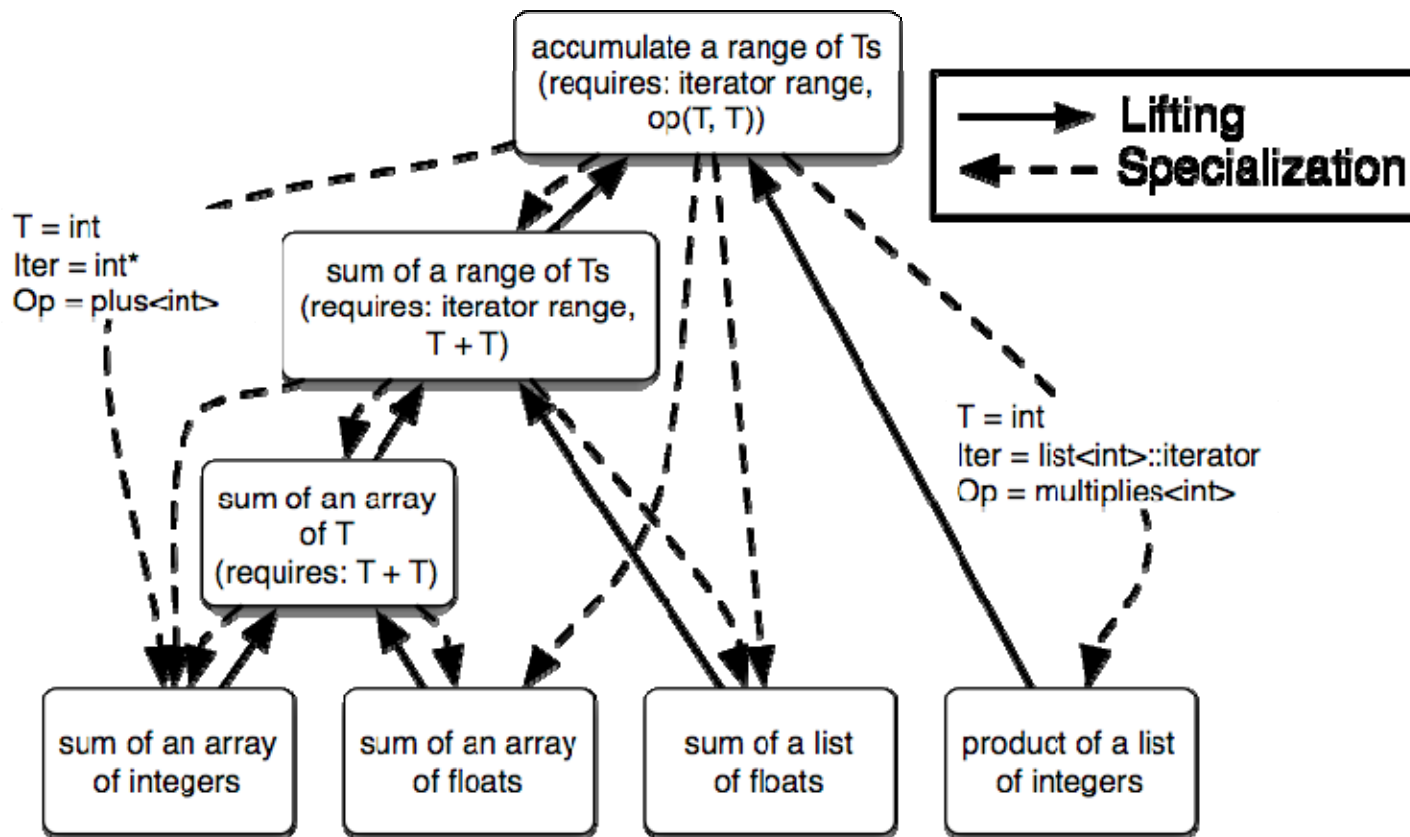 accumulate a range of Ts
(requires: iterator range,
op(T, T))
Lifting
Specialization
T = int
Iter = int*
Op = plus<int>
sum of a range of Ts
(requires: iterator range,
T + T)
T = int
Iter = list<int>::iterator
Op = multiplies<int>
sum of an array
of T
(requires: T + T)
sum of an array
of integers
sum of an array
of floats
sum of a list
of floats
product of a list
of integers